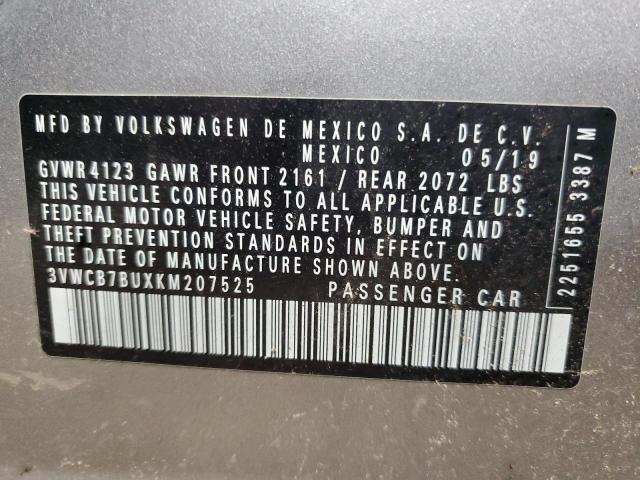 MFD BY VOLKSWAGEN DE MEXICO S.A. DE C.V.
MEXICO 05/19
GVWR4123 GAWR FRONT 2161 / REAR 2072 LBS
THIS VEHICLE CONFORMS TO ALL APPLICABLE U.S.
FEDERAL MOTOR VEHICLE SAFETY, BUMPER AND
THEFT PREVENTION STANDARDS IN EFFECT ON
THE DATE OF MANUFACTURE SHOWN ABOVE.
3VWCB7BUXKM207525 PASSENGER CAR
2251655 3387 M